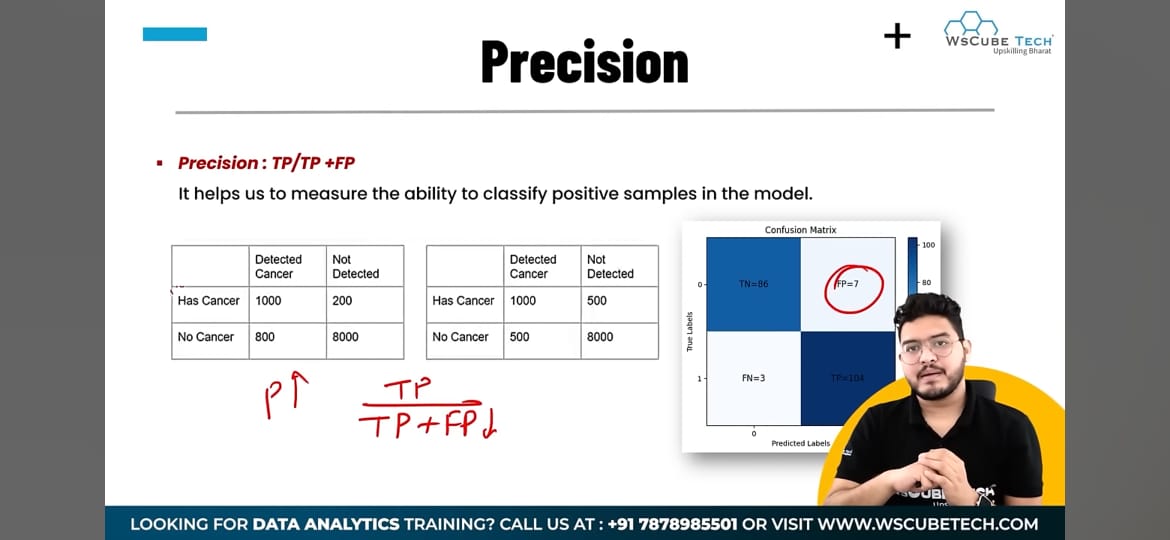 WsCube Tech
Upskilling Bharat
Precision
Precision : TP/TP +FP
It helps us to measure the ability to classify positive samples in the model.
Detected Cancer Not Detected
Has Cancer 1000 200
No Cancer 800 8000
Detected Cancer Not Detected
Has Cancer 1000 500
No Cancer 500 8000
P↑
TP
TP+FP↓
Confusion Matrix
True Labels
0
TN=86 FP=7
1
FN=3 TP=104
0
Predicted Labels
100
80
LOOKING FOR DATA ANALYTICS TRAINING? CALL US AT : +91 7878985501 OR VISIT WWW.WSCUBETECH.COM